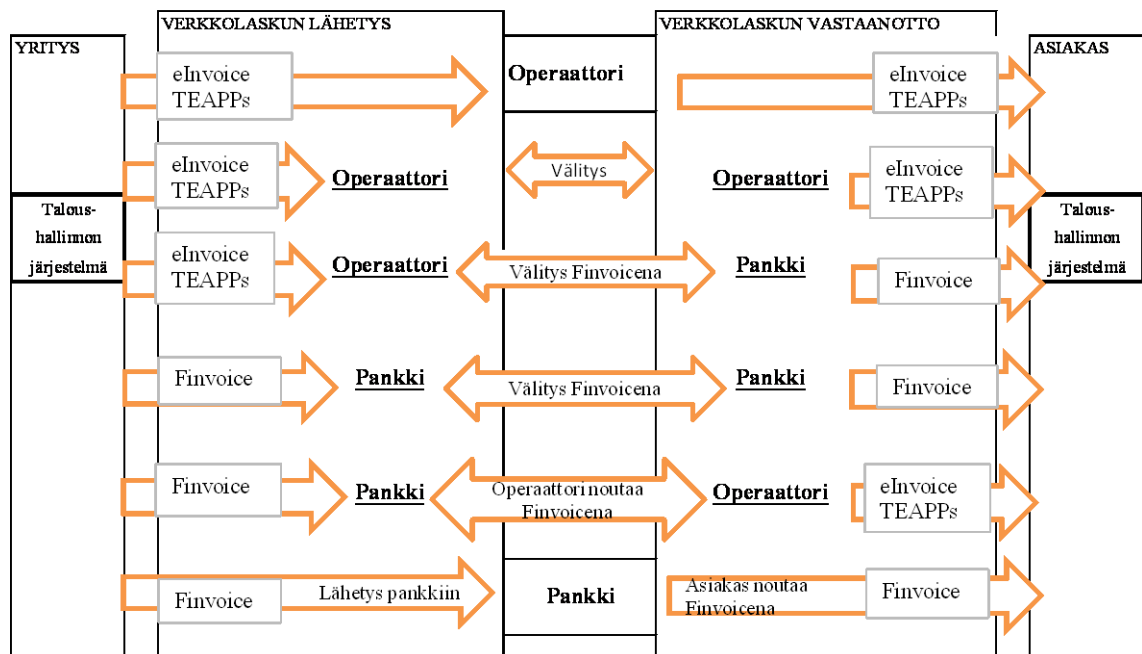 VERKKOLASKUN LÄHETYS
VERKKOLASKUN VASTAANOTTO
YRITYS
ASIAKAS
eInvoice
TEAPPs
Operaattori
eInvoice
TEAPPs
eInvoice
TEAPPs
Operaattori
Välitys
Operaattori
eInvoice
TEAPPs
Talous-
hallinnon
järjestelmä
Talous-
hallinnon
järjestelmä
eInvoice
TEAPPs
Operaattori
Välitys Finvoicena
Pankki
Finvoice
Finvoice
Pankki
Välitys Finvoicena
Pankki
Finvoice
Finvoice
Pankki
Operaattori noutaa
Finvoicena
Operaattori
eInvoice
TEAPPs
Finvoice
Lähetys pankkiin
Pankki
Asiakas noutaa
Finvoicena
Finvoice